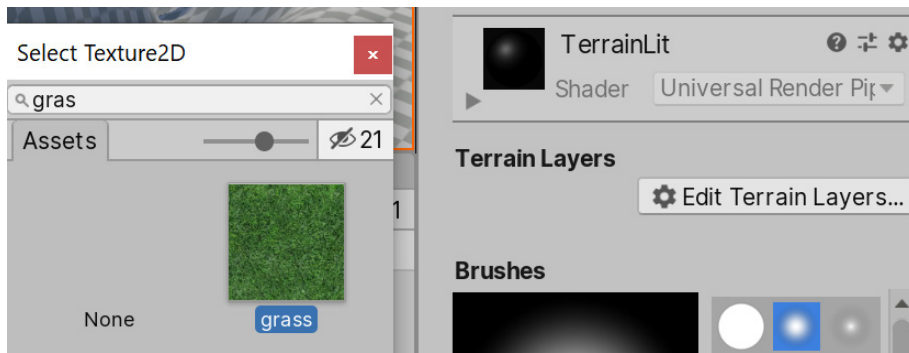 Select Texture2D
x
gras
Assets
21
None
grass
1
TerrainLit
Shader
Universal Render Pip
Terrain Layers
Edit Terrain Layers...
Brushes